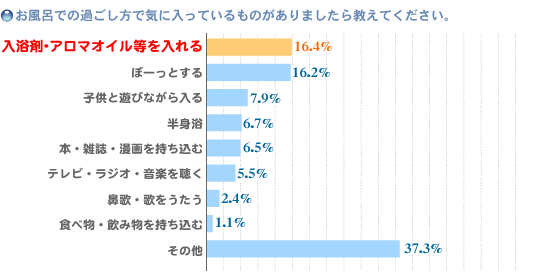 お風呂での過ごし方で気に入っているものがありましたら教えてください。
入浴剤・アロマオイル等を入れる 16.4%
ぼーっとする 16.2%
子供と遊びながら入る 7.9%
半身浴 6.7%
本・雑誌・漫画を持ち込む 6.5%
テレビ・ラジオ・音楽を聴く 5.5%
鼻歌・歌をうたう 2.4%
食べ物・飲み物を持ち込む 1.1%
その他 37.3%